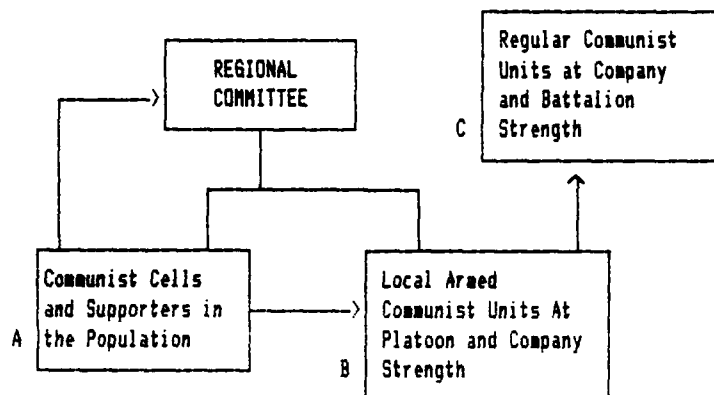 REGIONAL
COMMITTEE
Regular Communist
Units at Company
and Battalion
C Strength
Communist Cells
and Supporters in
A the Population
Local Armed
Communist Units At
Platoon and Company
B Strength